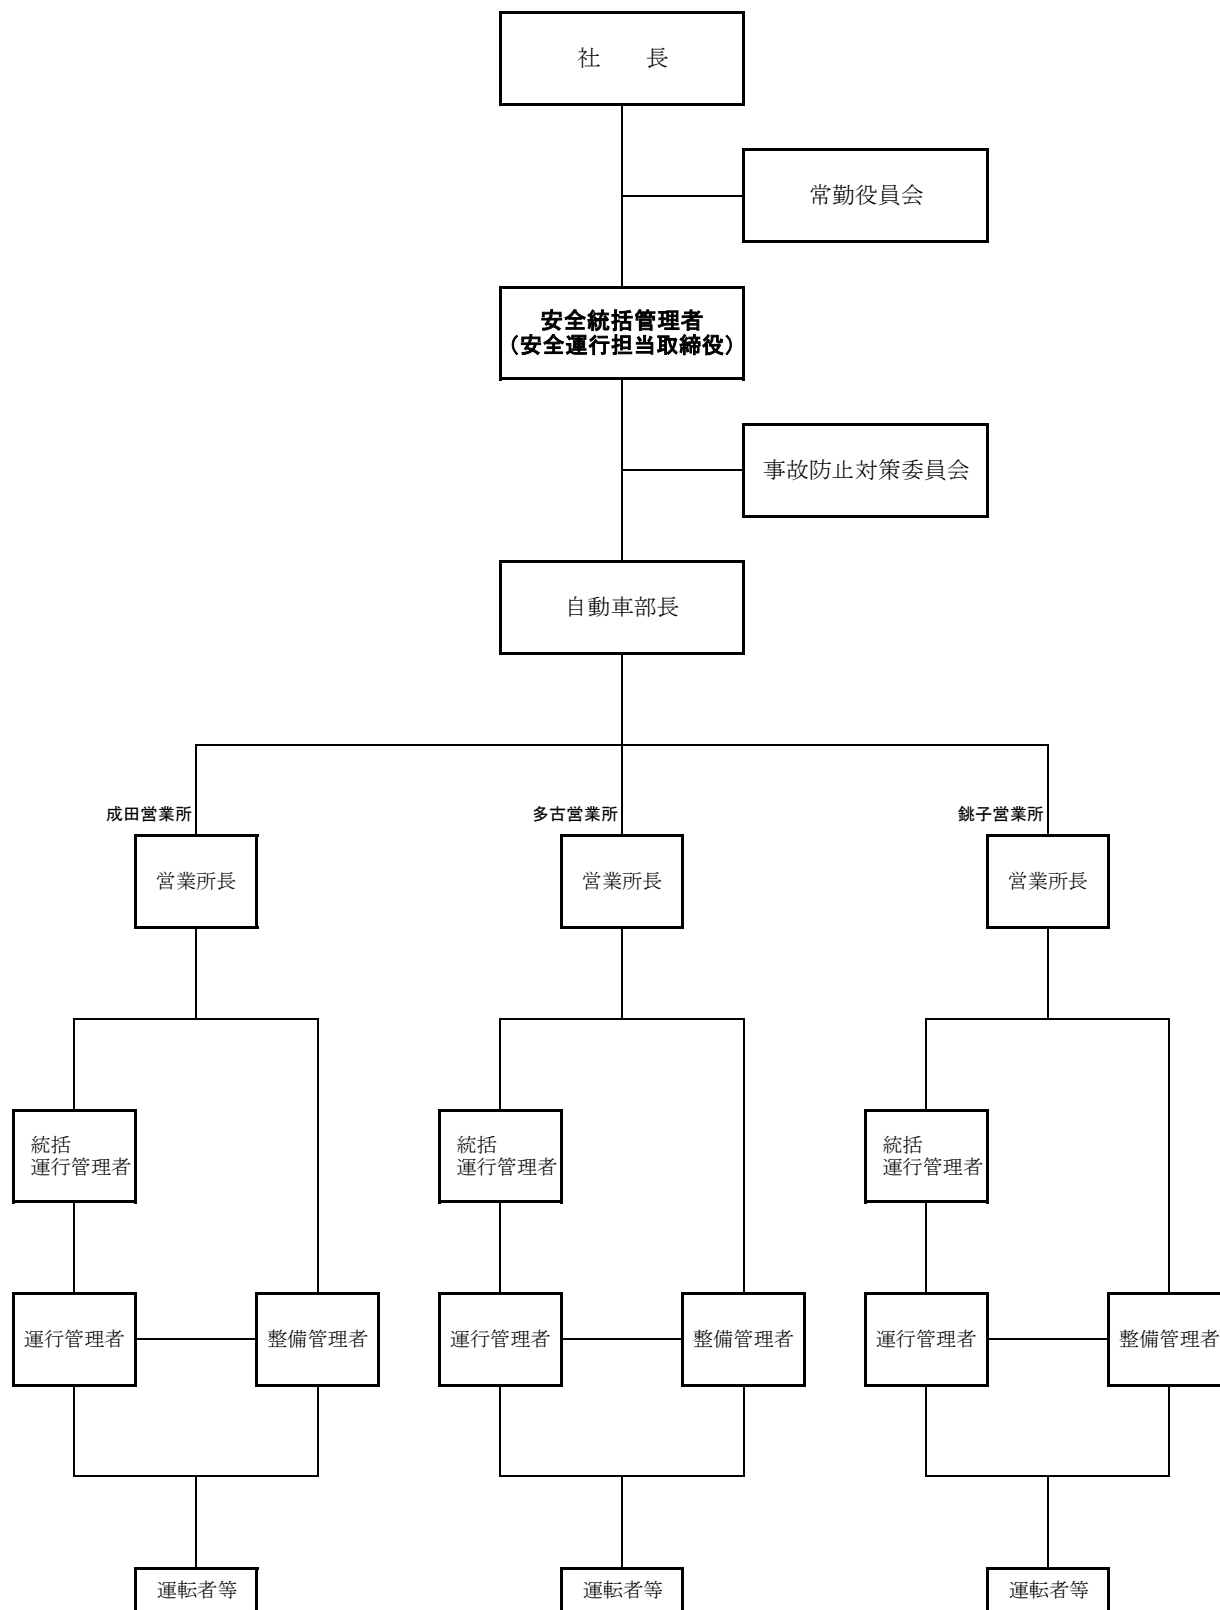 社　　長
常勤役員会
安全統括管理者
（安全運行担当取締役）
事故防止対策委員会
自動車部長
成田営業所
多古営業所
銚子営業所
営業所長
営業所長
営業所長
統括
運行管理者
統括
運行管理者
統括
運行管理者
運行管理者
整備管理者
運行管理者
整備管理者
運行管理者
整備管理者
運転者等
運転者等
運転者等